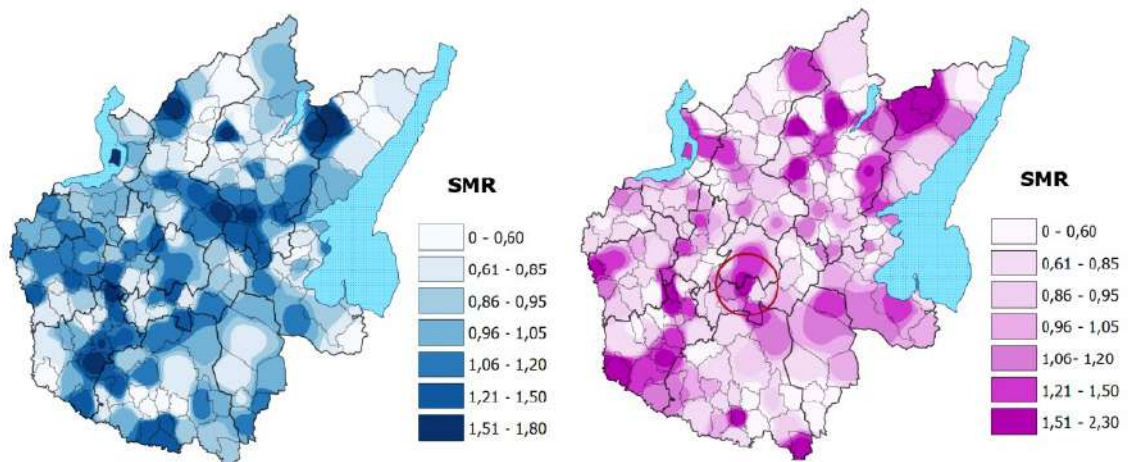 SMR
0 - 0,60
0,61 - 0,85
0,86 - 0,95
0,96 - 1,05
1,06 - 1,20
1,21 - 1,50
1,51 - 1,80
SMR
0 - 0,60
0,61 - 0,85
0,86 - 0,95
0,96 - 1,05
1,06- 1,20
1,21 - 1,50
1,51 - 2,30